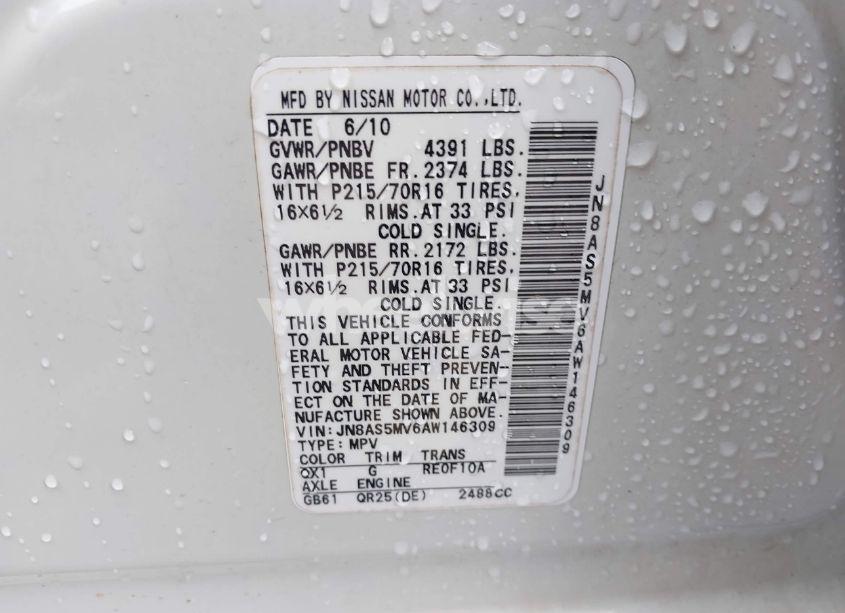 MFD BY NISSAN MOTOR CO.,LTD.
DATE 6/10
GVWR/PNBV 4391 LBS.
GAWR/PNBE FR.2374 LBS.
WITH P215/70R16 TIRES.
16X6½ RIMS.AT 33 PSI
COLD SINGLE.
GAWR/PNBE RR.2172 LBS.
WITH P215/70R16 TIRES.
16X6½ RIMS.AT 33 PSI
COLD SINGLE.
THIS VEHICLE CONFORMS
TO ALL APPLICABLE FED-
ERAL MOTOR VEHICLE SA-
FETY AND THEFT PREVEN-
TION STANDARDS IN EFF-
ECT ON THE DATE OF MA-
NUFACTURE SHOWN ABOVE.
VIN:JN8AS5MV6AW146309
TYPE:MPV
COLOR TRIM TRANS
QX1 G RE0F10A
AXLE ENGINE
GB61 QR25(DE) 2488CC
JN8AS5MV6AW146309